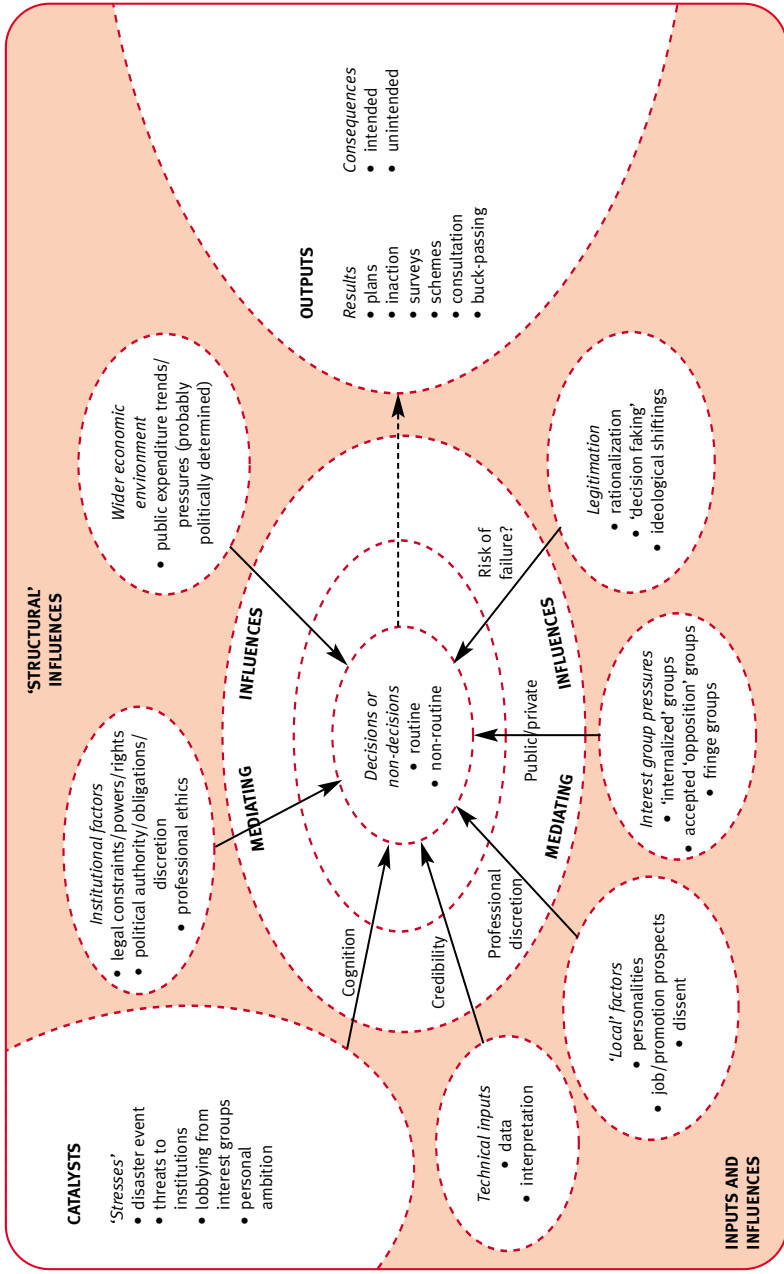 'STRUCTURAL'
INFLUENCES
CATALYSTS
'Stresses'
• disaster event
• threats to
institutions
• lobbying from
interest groups
• personal
ambition
Institutional factors
• legal constraints/powers/rights
• political authority/obligations/
discretion
• professional ethics
Wider economic
environment
• public expenditure trends/
pressures (probably
politically determined)
OUTPUTS
Results
• plans
• inaction
• surveys
• schemes
• consultation
• buck-passing
Consequences
• intended
• unintended
MEDIATING
INFLUENCES
Cognition
Decisions or
non-decisions
• routine
• non-routine
Credibility
Professional
discretion
Public/private
Risk of
failure?
MEDIATING
INFLUENCES
Technical inputs
• data
• interpretation
'Local' factors
• personalities
• job/promotion prospects
• dissent
Interest group pressures
• 'internalized' groups
• accepted 'opposition' groups
• fringe groups
Legitimation
• rationalization
• 'decision faking'
• ideological shiftings
INPUTS AND
INFLUENCES